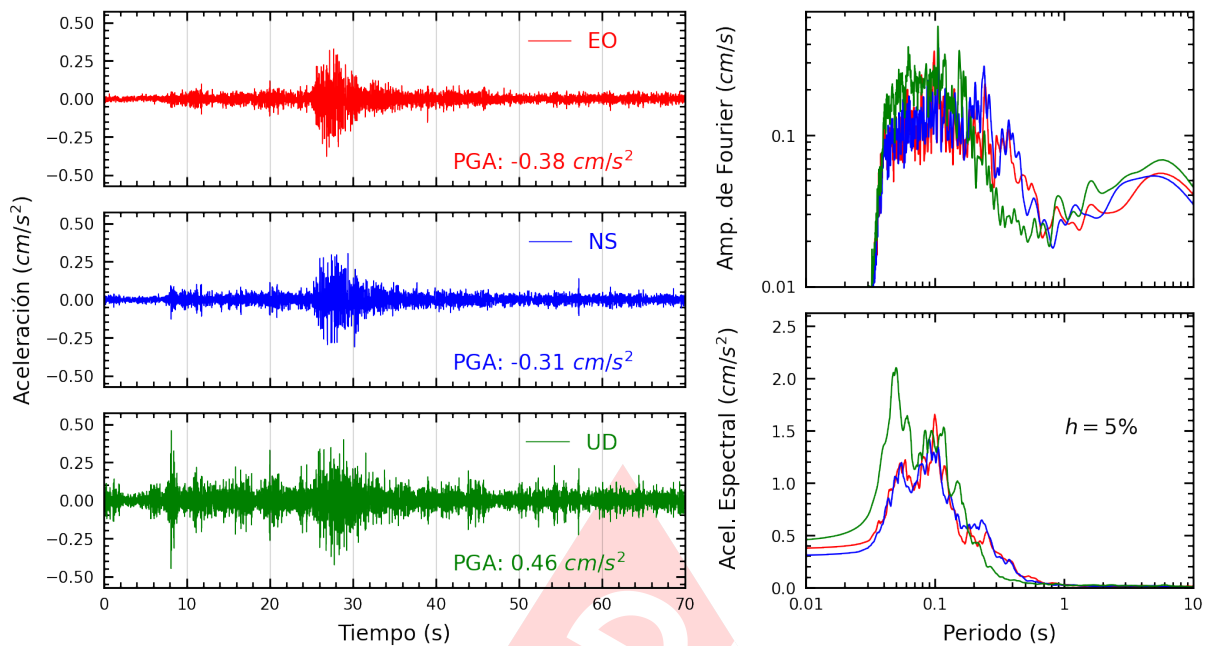 Aceleración (cm/s²)
0.50
0.25
0.00
−0.25
−0.50
EO
PGA: -0.38 cm/s²
0.50
0.25
0.00
−0.25
−0.50
NS
PGA: -0.31 cm/s²
0.50
0.25
0.00
−0.25
−0.50
UD
PGA: 0.46 cm/s²
0 10 20 30 40 50 60 70
Tiempo (s)
Amp. de Fourier (cm/s)
0.1
0.01
Acel. Espectral (cm/s²)
2.5
2.0
1.5
1.0
0.5
0.0
h = 5%
0.01 0.1 1 10
Periodo (s)